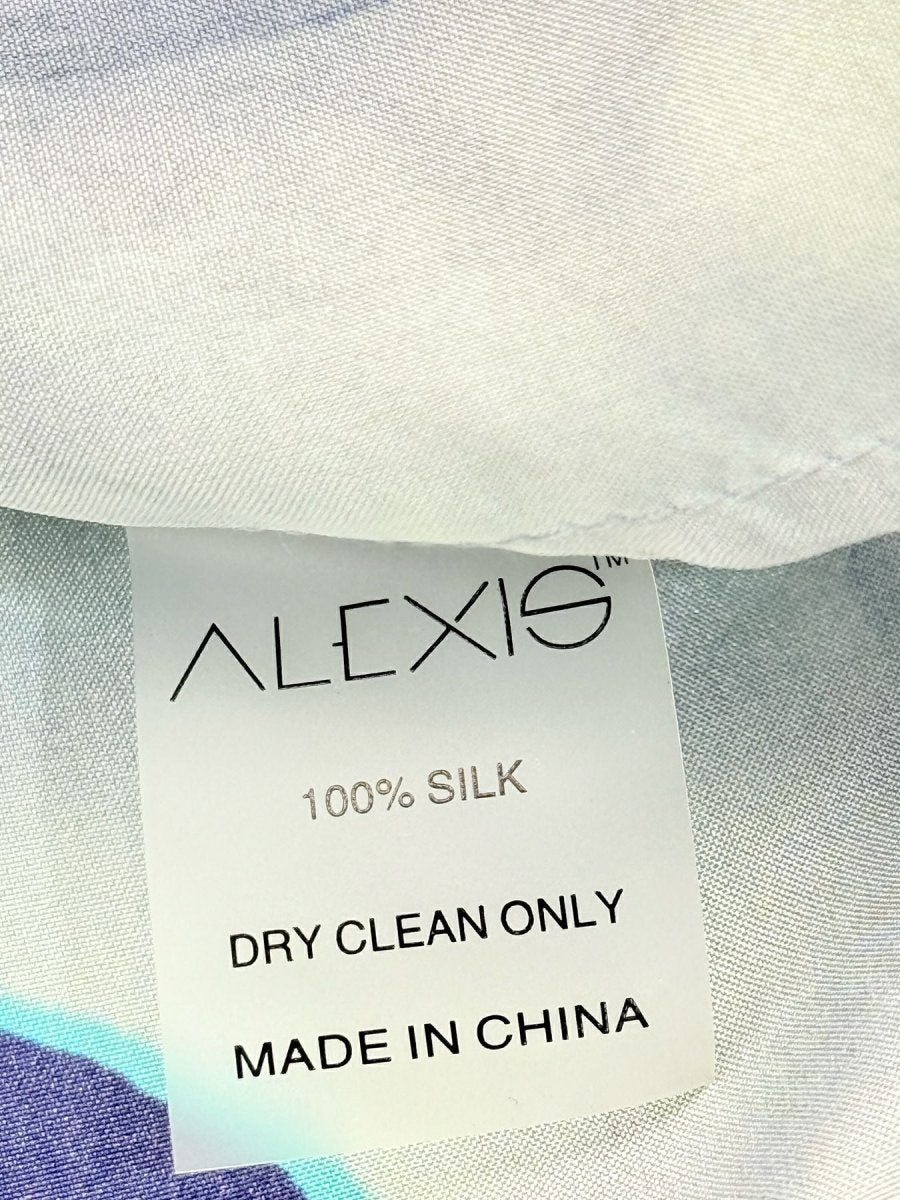 ALEXIS™
100% SILK
DRY CLEAN ONLY
MADE IN CHINA